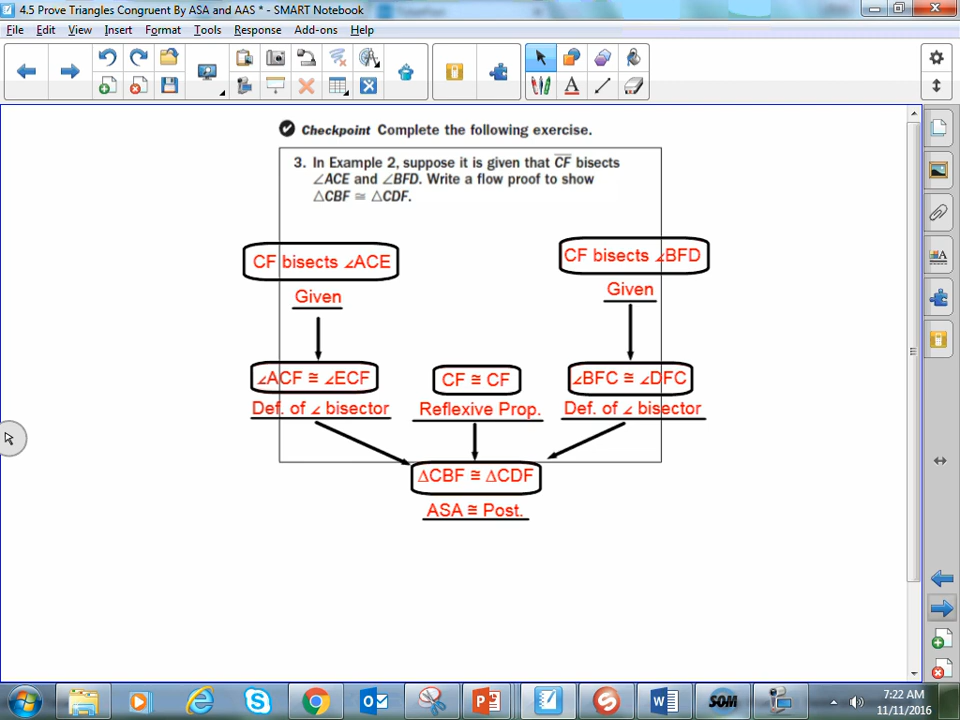 4.5 Prove Triangles Congruent By ASA and AAS * - SMART Notebook
File Edit View Insert Format Tools Response Add-ons Help
Checkpoint Complete the following exercise.
3. In Example 2, suppose it is given that C͞F bisects
∠ACE and ∠BFD. Write a flow proof to show
△CBF ≅ △CDF.
CF bisects ∠ACE
CF bisects ∠BFD
Given
Given
∠ACF ≅ ∠ECF
CF ≅ CF
∠BFC ≅ ∠DFC
Def. of ∠ bisector
Reflexive Prop.
Def. of ∠ bisector
ΔCBF ≅ ΔCDF
ASA ≅ Post.
SOM
7:22 AM
11/11/2016